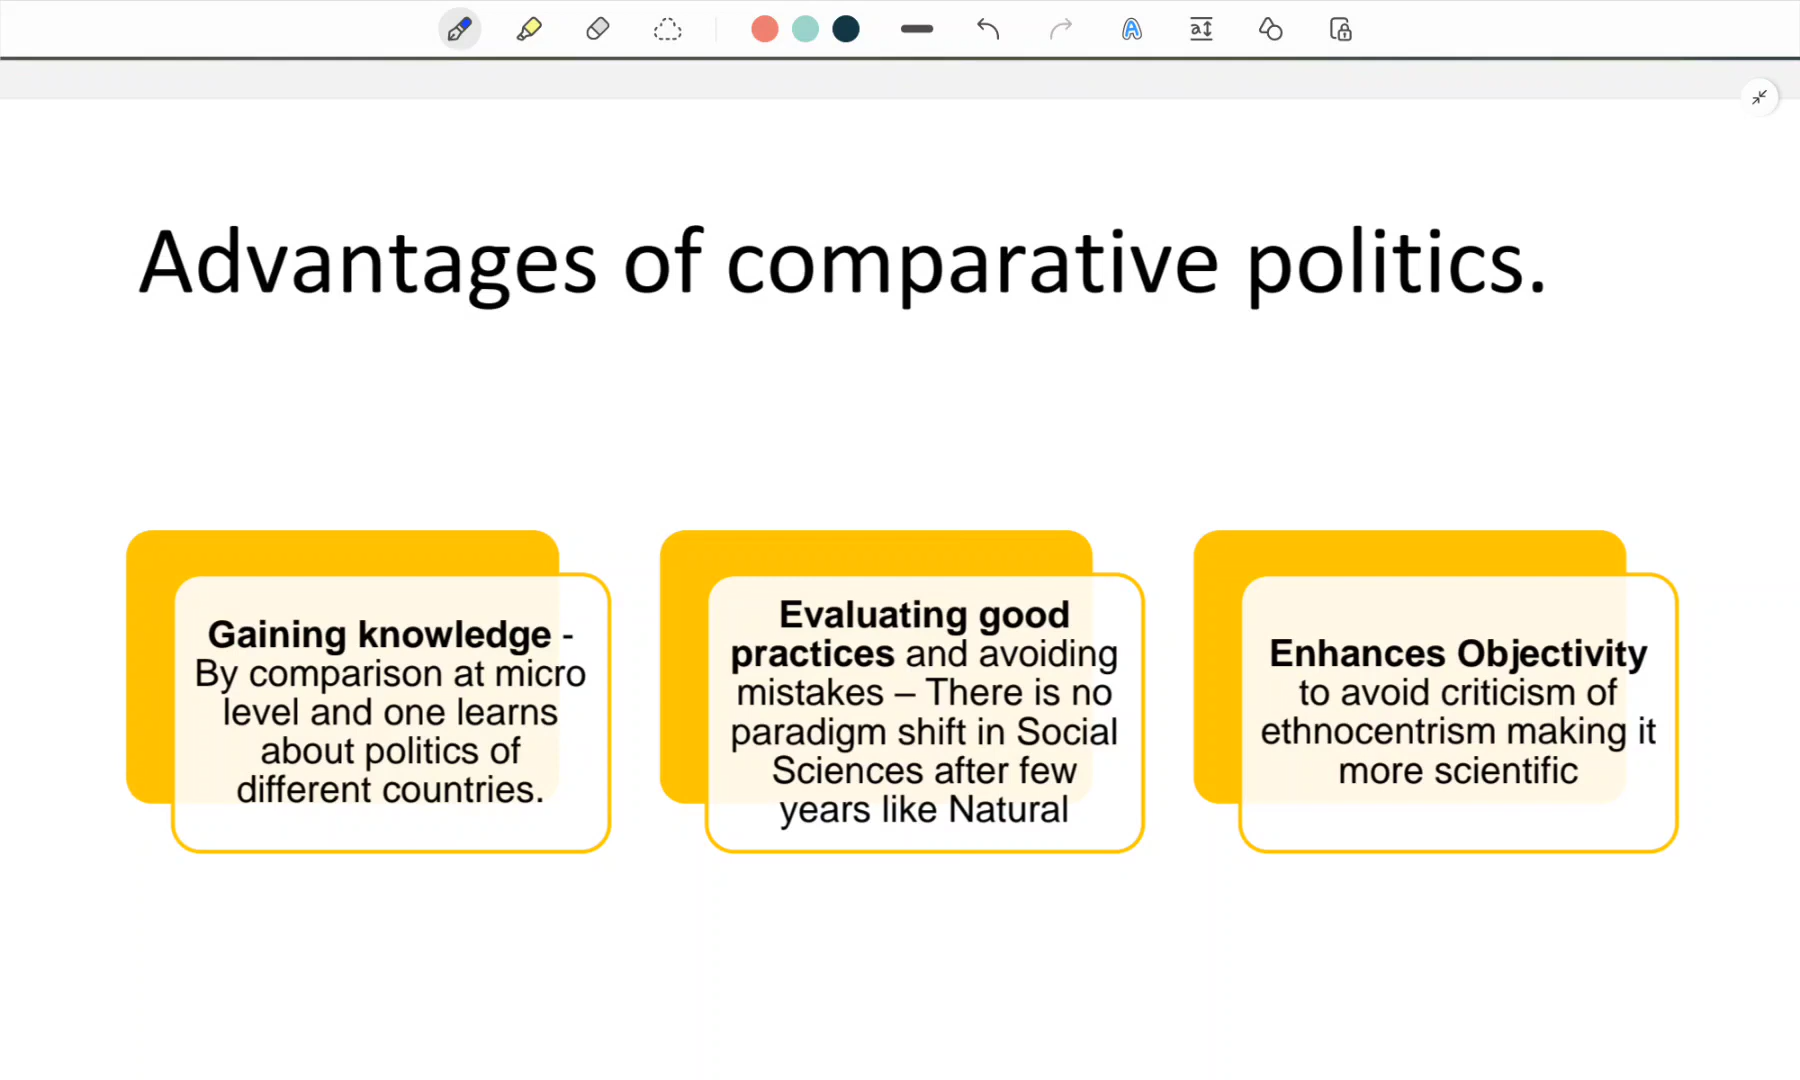 Advantages of comparative politics.
Gaining knowledge -
By comparison at micro
level and one learns
about politics of
different countries.
Evaluating good
practices and avoiding
mistakes – There is no
paradigm shift in Social
Sciences after few
years like Natural
Enhances Objectivity
to avoid criticism of
ethnocentrism making it
more scientific